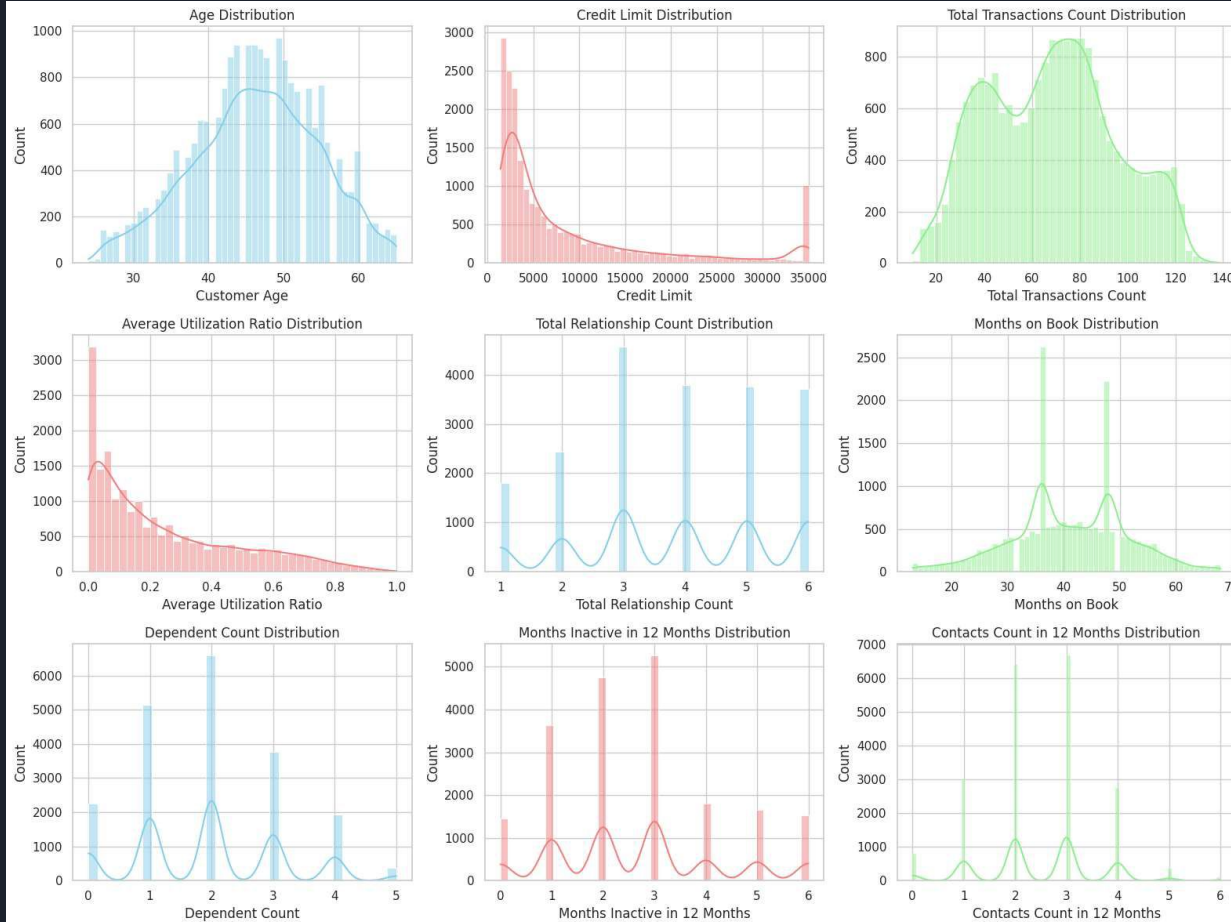 Age Distribution
1000
800
600
400
200
0
Count
30 40 50 60
Customer Age
Credit Limit Distribution
3000
2500
2000
1500
1000
500
0
Count
0 5000 10000 15000 20000 25000 30000 35000
Credit Limit
Total Transactions Count Distribution
800
600
400
200
0
Count
20 40 60 80 100 120 140
Total Transactions Count
Average Utilization Ratio Distribution
3000
2500
2000
1500
1000
500
0
Count
0.0 0.2 0.4 0.6 0.8 1.0
Average Utilization Ratio
Total Relationship Count Distribution
4000
3000
2000
1000
0
Count
1 2 3 4 5 6
Total Relationship Count
Months on Book Distribution
2500
2000
1500
1000
500
0
Count
20 30 40 50 60 7
Months on Book
Dependent Count Distribution
6000
5000
4000
3000
2000
1000
0
Count
0 1 2 3 4 5
Dependent Count
Months Inactive in 12 Months Distribution
5000
4000
3000
2000
1000
0
Count
0 1 2 3 4 5 6
Months Inactive in 12 Months
Contacts Count in 12 Months Distribution
7000
6000
5000
4000
3000
2000
1000
0
Count
0 1 2 3 4 5 6
Contacts Count in 12 Months